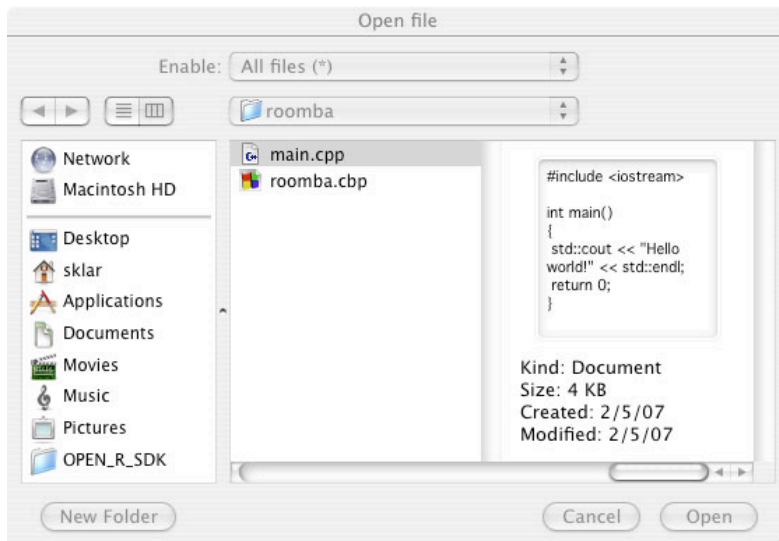 Open file
Enable: All files (*)
roomba
Network
Macintosh HD
Desktop
sklar
Applications
Documents
Movies
Music
Pictures
OPEN_R_SDK
main.cpp
roomba.cbp
#include <iostream>
int main()
{
std::cout << "Hello
world!" << std::endl;
return 0;
}
Kind: Document
Size: 4 KB
Created: 2/5/07
Modified: 2/5/07
New Folder
Cancel
Open